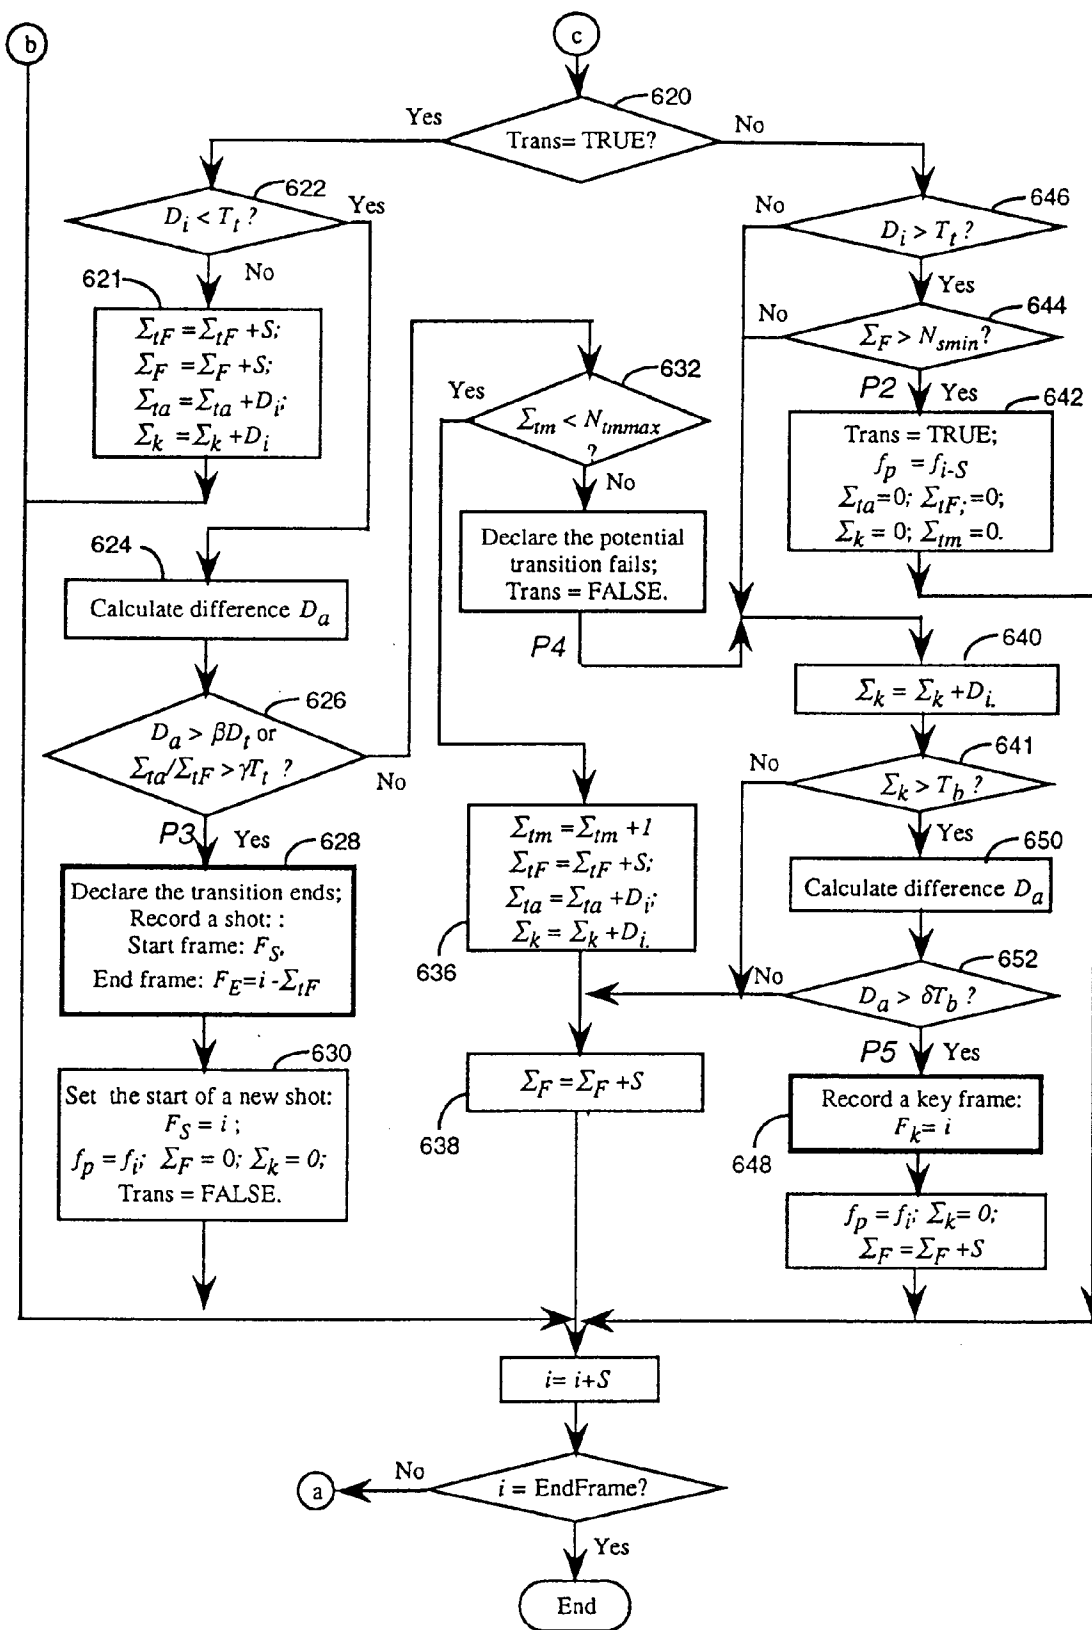 b
c
620
Yes
Trans= TRUE?
No
622
D_i < T_t ?
Yes
No
646
No
D_i > T_t ?
Yes
621
Σ_tF = Σ_tF + S;
Σ_F = Σ_F + S;
Σ_ta = Σ_ta + D_i;
Σ_k = Σ_k + D_i
644
No
Σ_F > N_smin?
P2
Yes
632
Yes
Σ_tm < N_tmmax
?
No
642
Trans = TRUE;
f_p = f_i-S
Σ_ta=0; Σ_tF;=0;
Σ_k = 0; Σ_tm=0.
Declare the potential
transition fails;
Trans = FALSE.
P4
624
Calculate difference D_a
640
Σ_k = Σ_k + D_i.
626
D_a > βD_t or
Σ_ta/Σ_tF > γT_t ?
No
641
No
Σ_k > T_b ?
Yes
P3
Yes
628
Declare the transition ends;
Record a shot: :
Start frame: F_S.
End frame: F_E=i -Σ_tF
Σ_tm = Σ_tm + 1
Σ_tF = Σ_tF + S;
Σ_ta = Σ_ta + D_i;
Σ_k = Σ_k + D_i.
636
650
Calculate difference D_a
652
No
D_a > δT_b ?
P5
Yes
630
Set the start of a new shot:
F_S = i ;
f_p = f_i; Σ_F = 0; Σ_k = 0;
Trans = FALSE.
Σ_F = Σ_F + S
638
Record a key frame:
F_k= i
648
f_p = f_i; Σ_k= 0;
Σ_F = Σ_F + S
i= i+S
a
No
i = EndFrame?
Yes
End